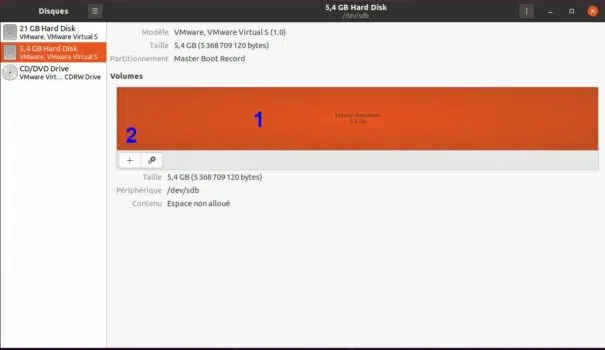 Disques
5,4 GB Hard Disk
/dev/sdb
21 GB Hard Disk
VMware, VMware Virtual S
5,4 GB Hard Disk
VMware, VMware Virtual S
CD/DVD Drive
VMware Virt... CDRW Drive
Modèle VMware, VMware Virtual S (1.0)
Taille 5,4 GB (5 368 709 120 bytes)
Partitionnement Master Boot Record
Volumes
1
Espace disponible
5,4 GB
2
Taille 5,4 GB (5 368 709 120 bytes)
Périphérique /dev/sdb
Contenu Espace non alloué